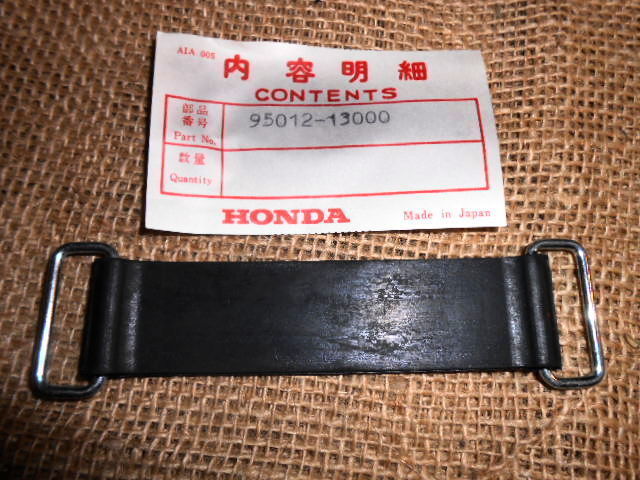 AIA 005
内容明細
CONTENTS
部品
番号
Part No.
95012-13000
数量
Quantity
HONDA
Made in Japan